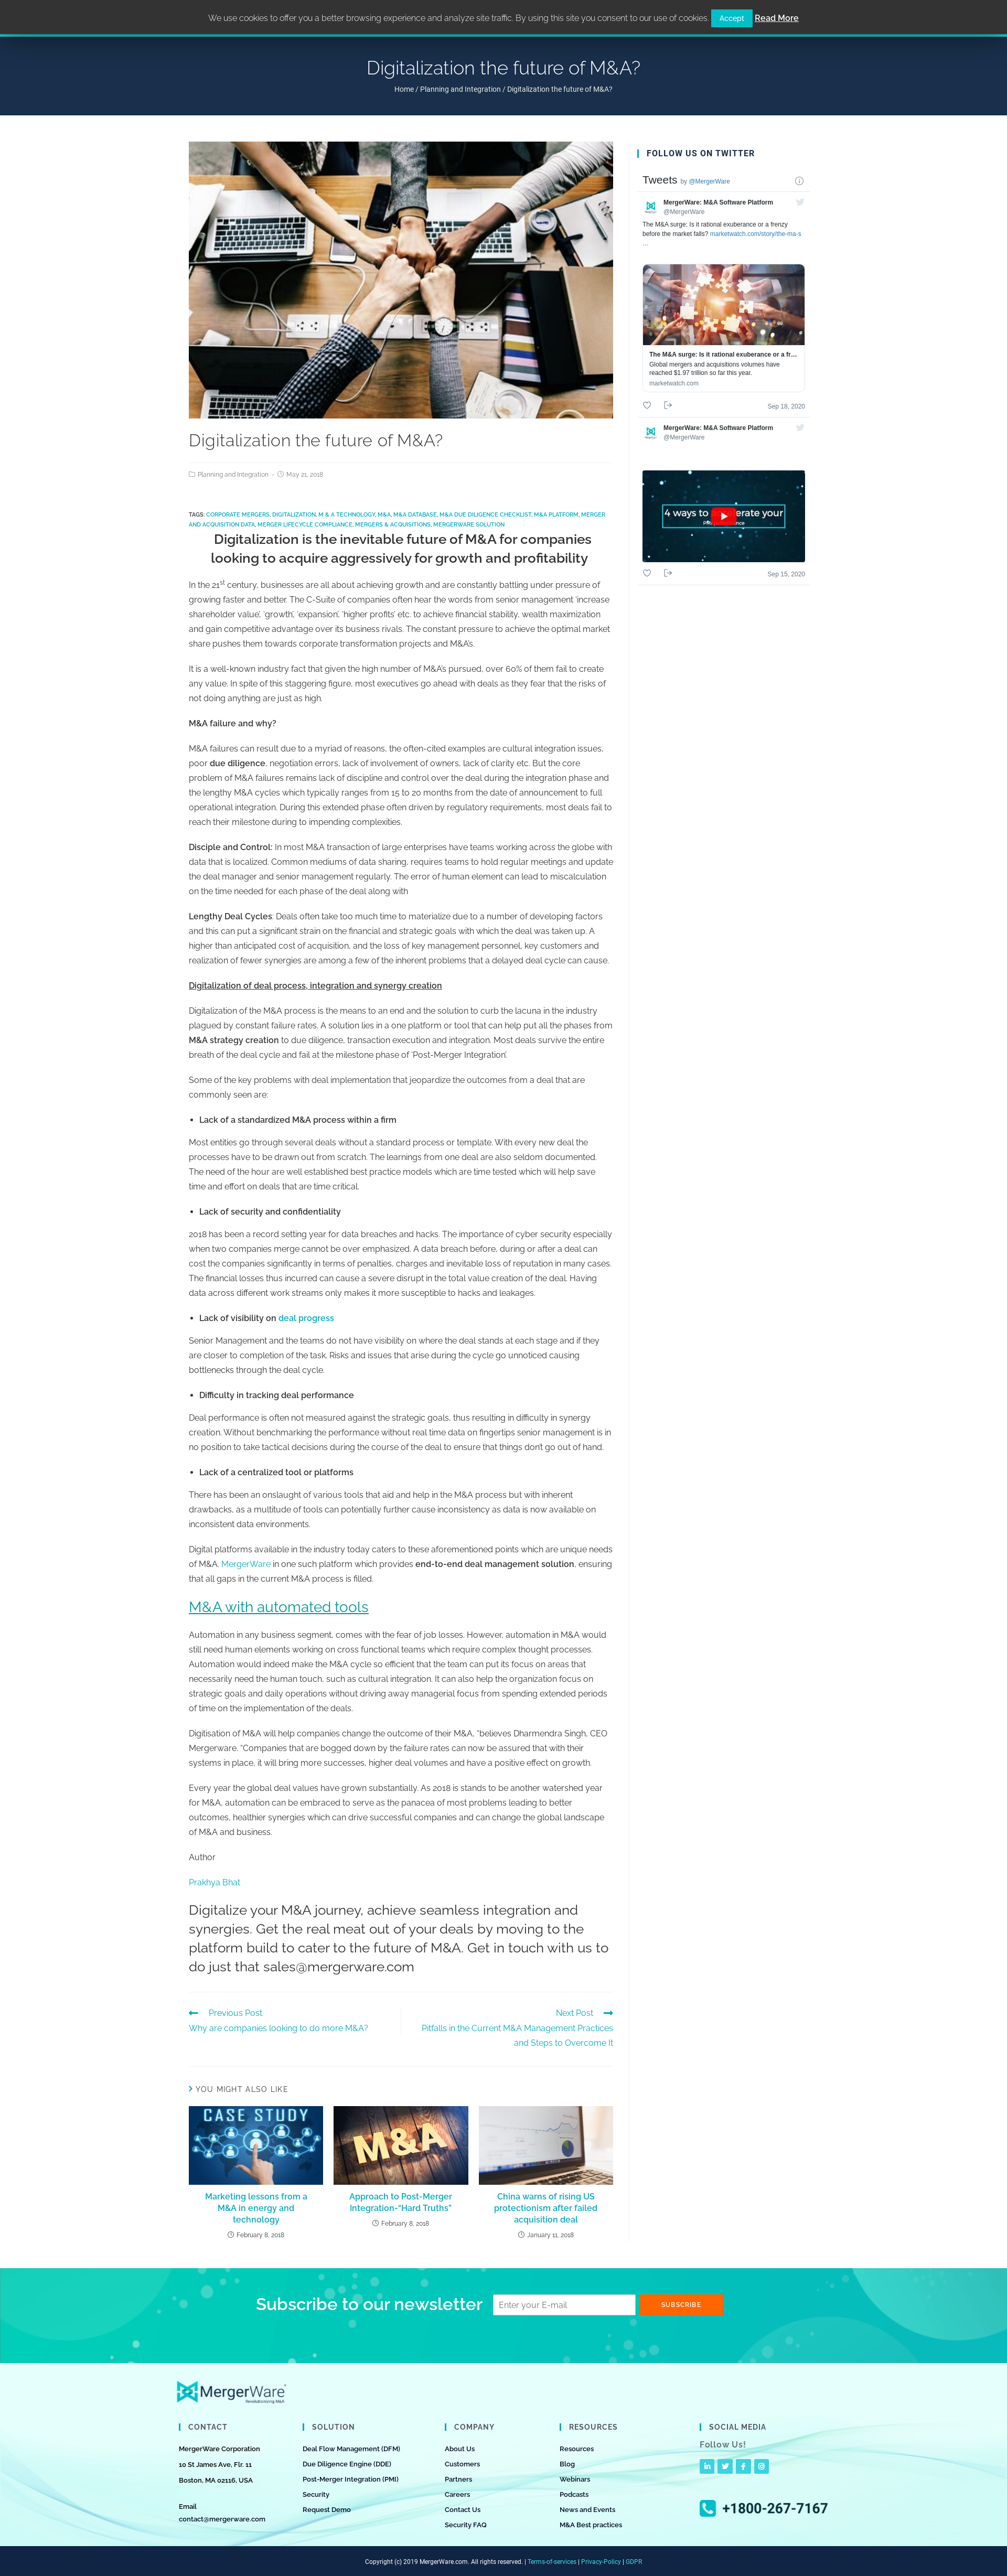 We use cookies to offer you a better browsing experience and analyze site traffic. By using this site you consent to our use of cookies. Accept Read More
Digitalization the future of M&A?
Home / Planning and Integration / Digitalization the future of M&A?
Digitalization the future of M&A?
Planning and Integration - May 21, 2018
TAGS: CORPORATE MERGERS, DIGITALIZATION, M & A TECHNOLOGY, M&A, M&A DATABASE, M&A DUE DILIGENCE CHECKLIST, M&A PLATFORM, MERGER
AND ACQUISITION DATA, MERGER LIFECYCLE COMPLIANCE, MERGERS & ACQUISITIONS, MERGERWARE SOLUTION
Digitalization is the inevitable future of M&A for companies
looking to acquire aggressively for growth and profitability
In the 21st century, businesses are all about achieving growth and are constantly battling under pressure of
growing faster and better. The C-Suite of companies often hear the words from senior management 'increase
shareholder value', 'growth', 'expansion', 'higher profits' etc. to achieve financial stability, wealth maximization
and gain competitive advantage over its business rivals. The constant pressure to achieve the optimal market
share pushes them towards corporate transformation projects and M&A's.
It is a well-known industry fact that given the high number of M&A's pursued, over 60% of them fail to create
any value. In spite of this staggering figure, most executives go ahead with deals as they fear that the risks of
not doing anything are just as high.
M&A failure and why?
M&A failures can result due to a myriad of reasons, the often-cited examples are cultural integration issues,
poor due diligence, negotiation errors, lack of involvement of owners, lack of clarity etc. But the core
problem of M&A failures remains lack of discipline and control over the deal during the integration phase and
the lengthy M&A cycles which typically ranges from 15 to 20 months from the date of announcement to full
operational integration. During this extended phase often driven by regulatory requirements, most deals fail to
reach their milestone during to impending complexities.
Disciple and Control: In most M&A transaction of large enterprises have teams working across the globe with
data that is localized. Common mediums of data sharing, requires teams to hold regular meetings and update
the deal manager and senior management regularly. The error of human element can lead to miscalculation
on the time needed for each phase of the deal along with
Lengthy Deal Cycles: Deals often take too much time to materialize due to a number of developing factors
and this can put a significant strain on the financial and strategic goals with which the deal was taken up. A
higher than anticipated cost of acquisition, and the loss of key management personnel, key customers and
realization of fewer synergies are among a few of the inherent problems that a delayed deal cycle can cause.
Digitalization of deal process, integration and synergy creation
Digitalization of the M&A process is the means to an end and the solution to curb the lacuna in the industry
plagued by constant failure rates. A solution lies in a one platform or tool that can help put all the phases from
M&A strategy creation to due diligence, transaction execution and integration. Most deals survive the entire
breath of the deal cycle and fail at the milestone phase of 'Post-Merger Integration'.
Some of the key problems with deal implementation that jeopardize the outcomes from a deal that are
commonly seen are:
• Lack of a standardized M&A process within a firm
Most entities go through several deals without a standard process or template. With every new deal the
processes have to be drawn out from scratch. The learnings from one deal are also seldom documented.
The need of the hour are well established best practice models which are time tested which will help save
time and effort on deals that are time critical.
• Lack of security and confidentiality
2018 has been a record setting year for data breaches and hacks. The importance of cyber security especially
when two companies merge cannot be over emphasized. A data breach before, during or after a deal can
cost the companies significantly in terms of penalties, charges and inevitable loss of reputation in many cases.
The financial losses thus incurred can cause a severe disrupt in the total value creation of the deal. Having
data across different work streams only makes it more susceptible to hacks and leakages.
• Lack of visibility on deal progress
Senior Management and the teams do not have visibility on where the deal stands at each stage and if they
are closer to completion of the task. Risks and issues that arise during the cycle go unnoticed causing
bottlenecks through the deal cycle.
• Difficulty in tracking deal performance
Deal performance is often not measured against the strategic goals, thus resulting in difficulty in synergy
creation. Without benchmarking the performance without real time data on fingertips senior management is in
no position to take tactical decisions during the course of the deal to ensure that things don't go out of hand.
• Lack of a centralized tool or platforms
There has been an onslaught of various tools that aid and help in the M&A process but with inherent
drawbacks, as a multitude of tools can potentially further cause inconsistency as data is now available on
inconsistent data environments.
Digital platforms available in the industry today caters to these aforementioned points which are unique needs
of M&A. MergerWare in one such platform which provides end-to-end deal management solution, ensuring
that all gaps in the current M&A process is filled.
M&A with automated tools
Automation in any business segment, comes with the fear of job losses. However, automation in M&A would
still need human elements working on cross functional teams which require complex thought processes.
Automation would indeed make the M&A cycle so efficient that the team can put its focus on areas that
necessarily need the human touch, such as cultural integration. It can also help the organization focus on
strategic goals and daily operations without driving away managerial focus from spending extended periods
of time on the implementation of the deals.
Digitisation of M&A will help companies change the outcome of their M&A, "believes Dharmendra Singh, CEO
Mergerware. "Companies that are bogged down by the failure rates can now be assured that with their
systems in place, it will bring more successes, higher deal volumes and have a positive effect on growth.
Every year the global deal values have grown substantially. As 2018 is stands to be another watershed year
for M&A, automation can be embraced to serve as the panacea of most problems leading to better
outcomes, healthier synergies which can drive successful companies and can change the global landscape
of M&A and business.
Author
Prakhya Bhat
Digitalize your M&A journey, achieve seamless integration and
synergies. Get the real meat out of your deals by moving to the
platform build to cater to the future of M&A. Get in touch with us to
do just that sales@mergerware.com
Previous Post
Why are companies looking to do more M&A?
Next Post
Pitfalls in the Current M&A Management Practices
and Steps to Overcome It
YOU MIGHT ALSO LIKE
CASE STUDY
Marketing lessons from a
M&A in energy and
technology
February 8, 2018
M&A
Approach to Post-Merger
Integration-"Hard Truths"
February 8, 2018
China warns of rising US
protectionism after failed
acquisition deal
January 11, 2018
FOLLOW US ON TWITTER
Tweets by @MergerWare
MergerWare: M&A Software Platform
@MergerWare
The M&A surge: Is it rational exuberance or a frenzy
before the market falls? marketwatch.com/story/the-ma-s
…
The M&A surge: Is it rational exuberance or a fr…
Global mergers and acquisitions volumes have
reached $1.97 trillion so far this year.
marketwatch.com
Sep 18, 2020
MergerWare: M&A Software Platform
@MergerWare
4 ways to erate your
Sep 15, 2020
Subscribe to our newsletter
Enter your E-mail
SUBSCRIBE
MergerWare
Revolutionizing M&A
CONTACT
MergerWare Corporation
10 St James Ave, Flr. 11
Boston, MA 02116, USA
Email
contact@mergerware.com
SOLUTION
Deal Flow Management (DFM)
Due Diligence Engine (DDE)
Post-Merger Integration (PMI)
Security
Request Demo
COMPANY
About Us
Customers
Partners
Careers
Contact Us
Security FAQ
RESOURCES
Resources
Blog
Webinars
Podcasts
News and Events
M&A Best practices
SOCIAL MEDIA
Follow Us!
+1800-267-7167
Copyright (c) 2019 MergerWare.com. All rights reserved. | Terms-of-services | Privacy-Policy | GDPR